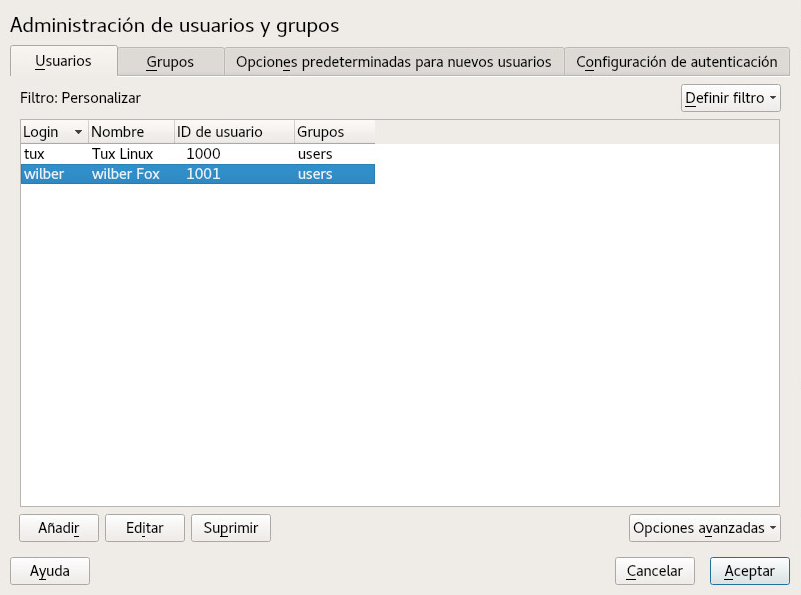 Administración de usuarios y grupos
Usuarios Grupos Opciones predeterminadas para nuevos usuarios Configuración de autenticación
Filtro: Personalizar Definir filtro
Login Nombre ID de usuario Grupos
tux Tux Linux 1000 users
wilber wilber Fox 1001 users
Añadir Editar Suprimir Opciones avanzadas
Ayuda Cancelar Aceptar